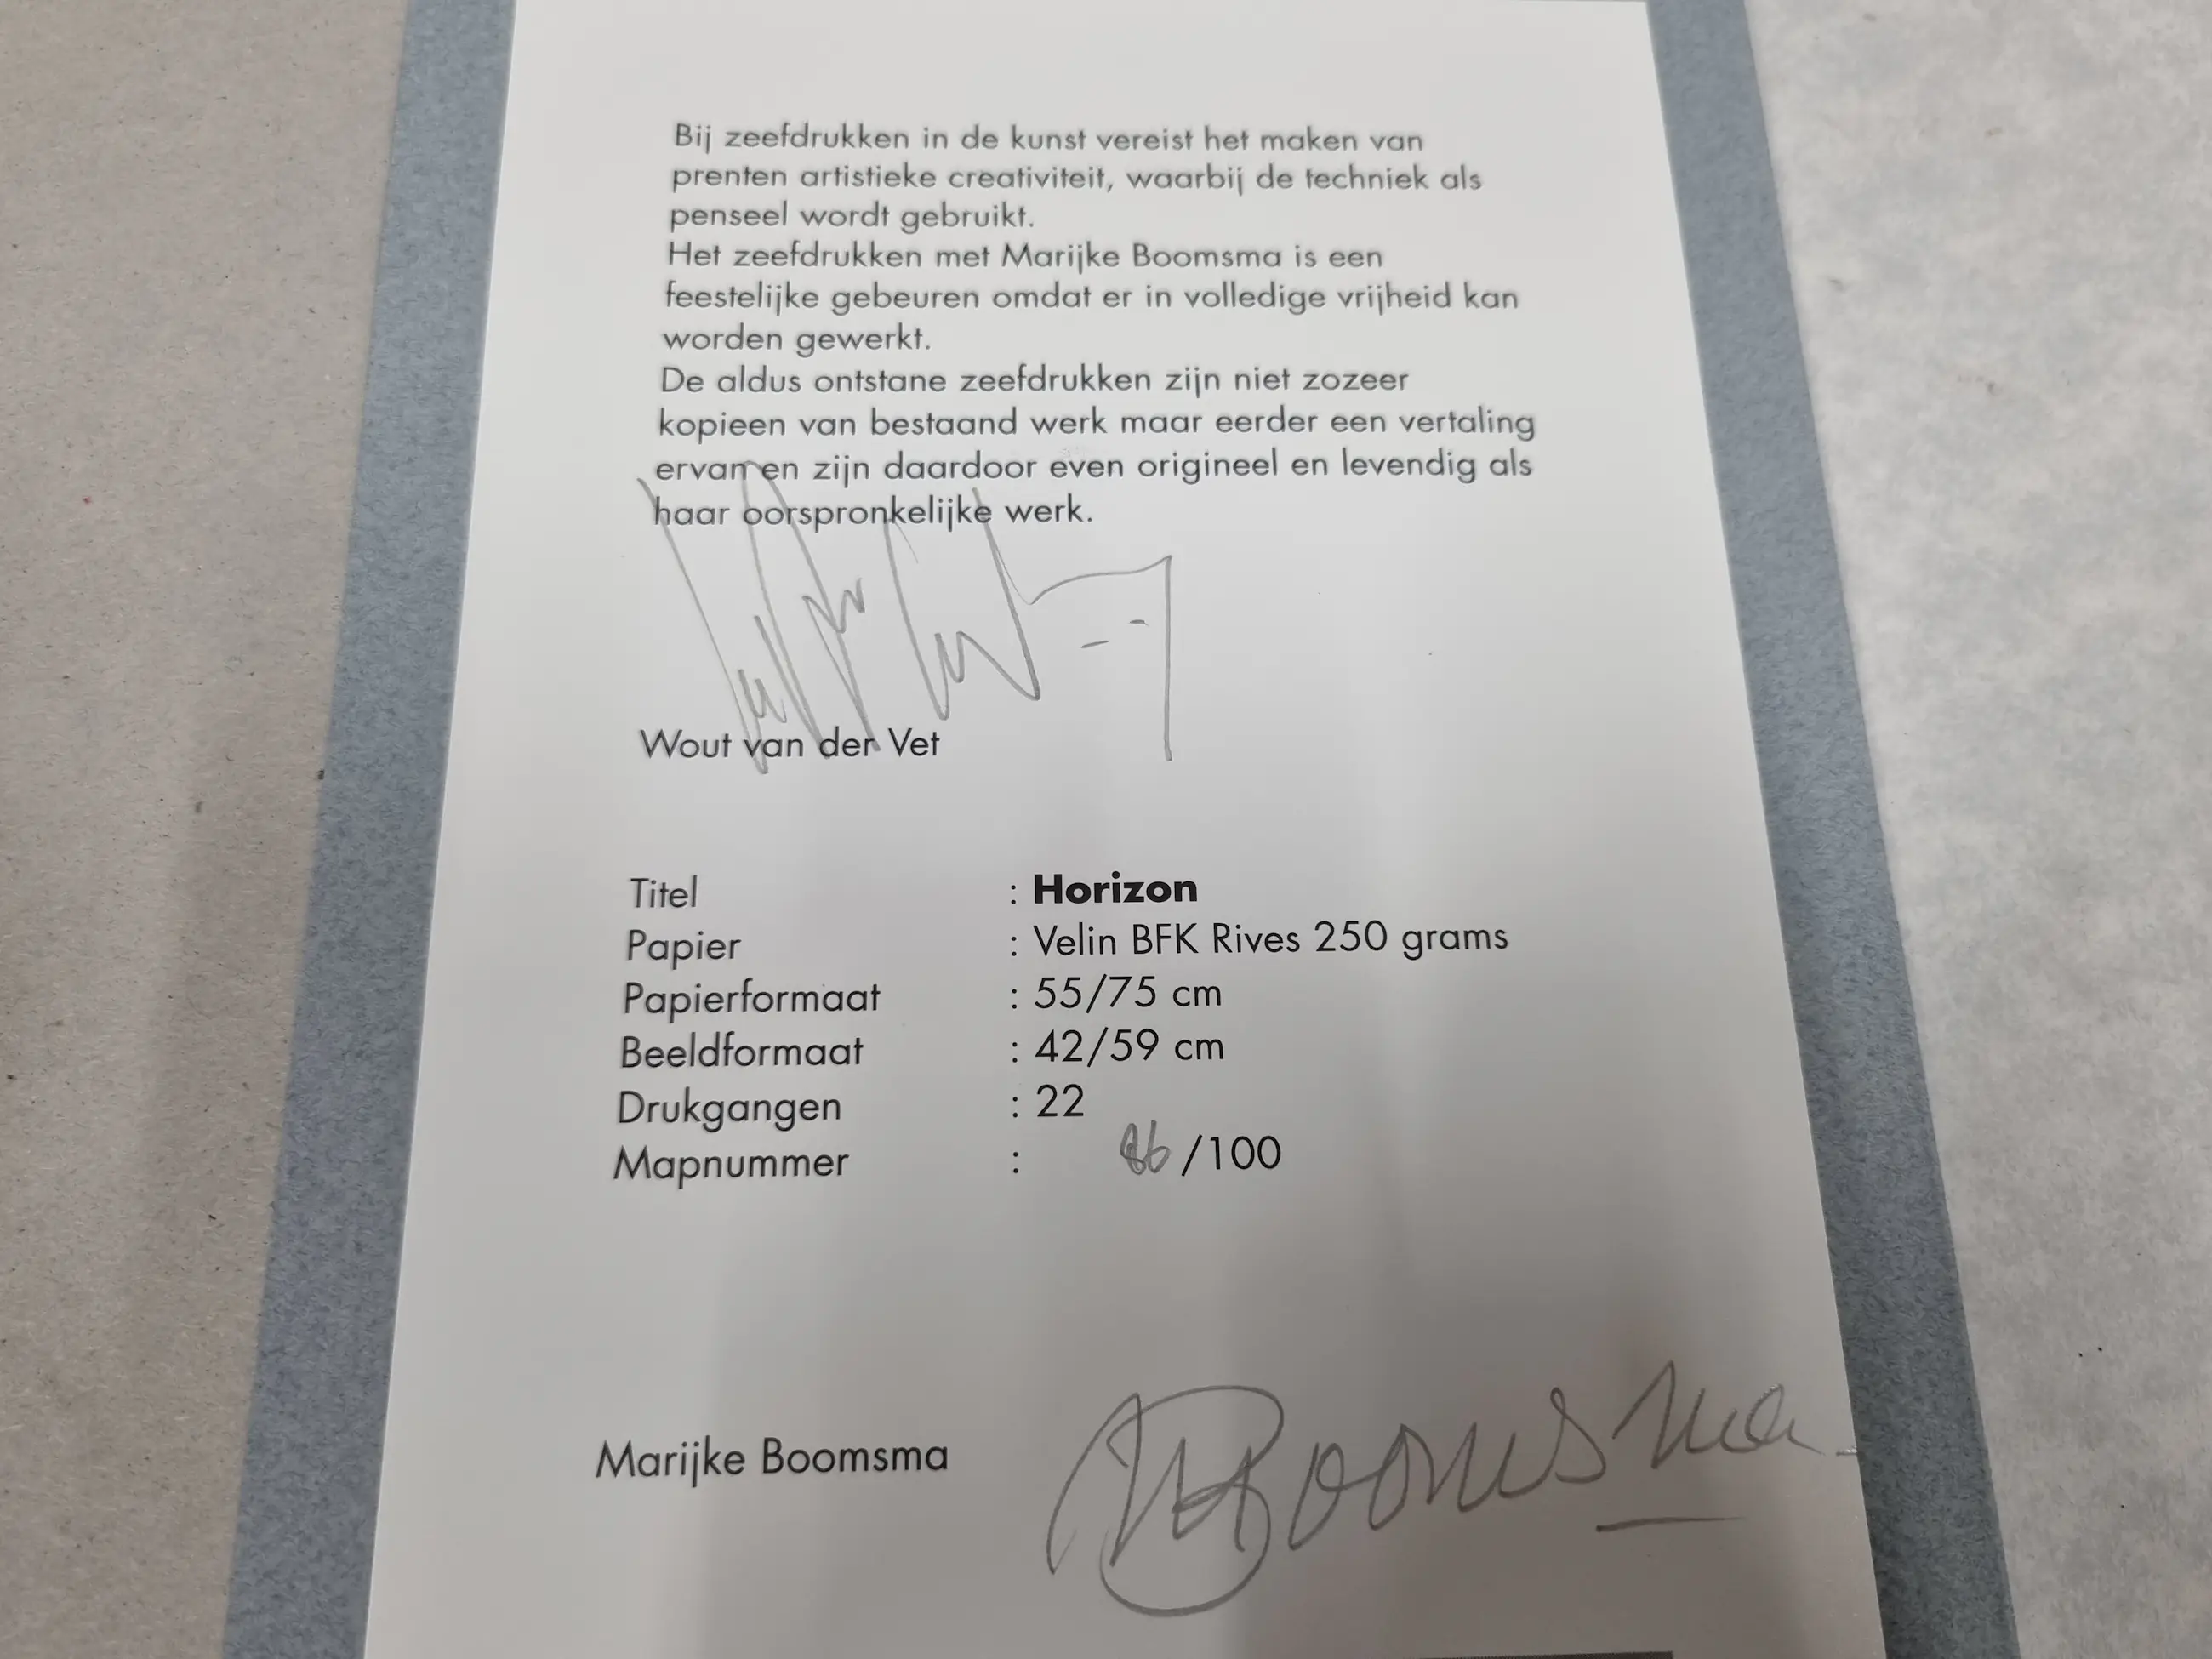 Bij zeefdrukken in de kunst vereist het maken van
prenten artistieke creativiteit, waarbij de techniek als
penseel wordt gebruikt.
Het zeefdrukken met Marijke Boomsma is een
feestelijke gebeuren omdat er in volledige vrijheid kan
worden gewerkt.
De aldus ontstane zeefdrukken zijn niet zozeer
kopieen van bestaand werk maar eerder een vertaling
ervan en zijn daardoor even origineel en levendig als
haar oorspronkelijke werk.
Wout van der Vet
Titel : Horizon
Papier : Velin BFK Rives 250 grams
Papierformaat : 55/75 cm
Beeldformaat : 42/59 cm
Drukgangen : 22
Mapnummer : 86/100
Marijke Boomsma MBoomsma